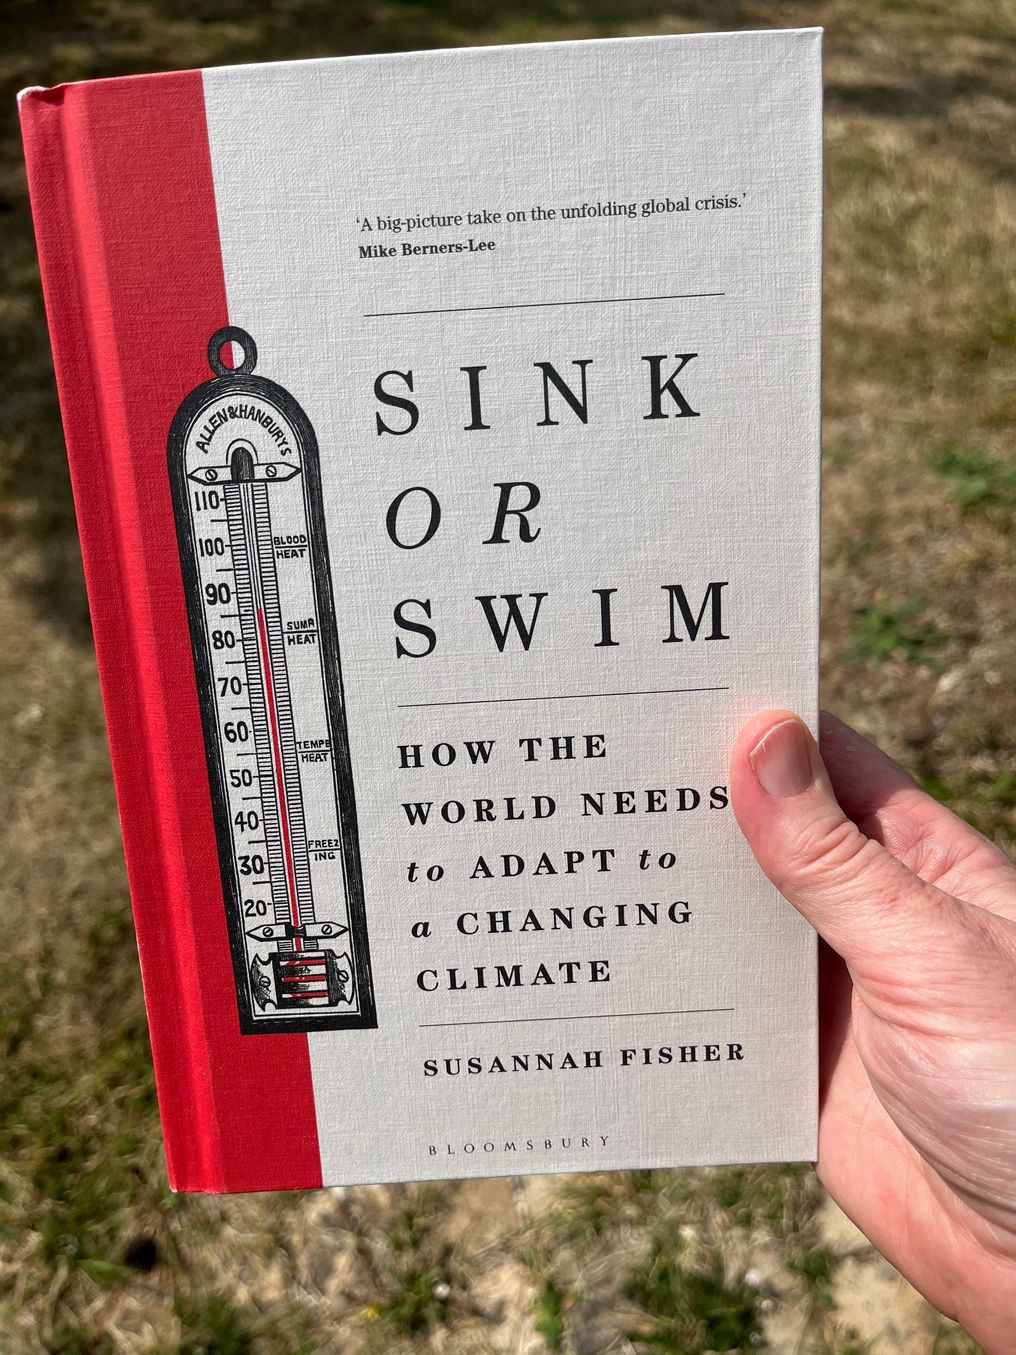 ‘A big-picture take on the unfolding global crisis.’
Mike Berners-Lee
SINK
OR
SWIM
HOW THE
WORLD NEEDS
to ADAPT to
a CHANGING
CLIMATE
SUSANNAH FISHER
BLOOMSBURY
ALLEN & HANBURYS
110
100
BLOOD
HEAT
90
SUMR
HEAT
80
70
60
TEMPE
HEAT
50
40
FREEZ
ING
30
20